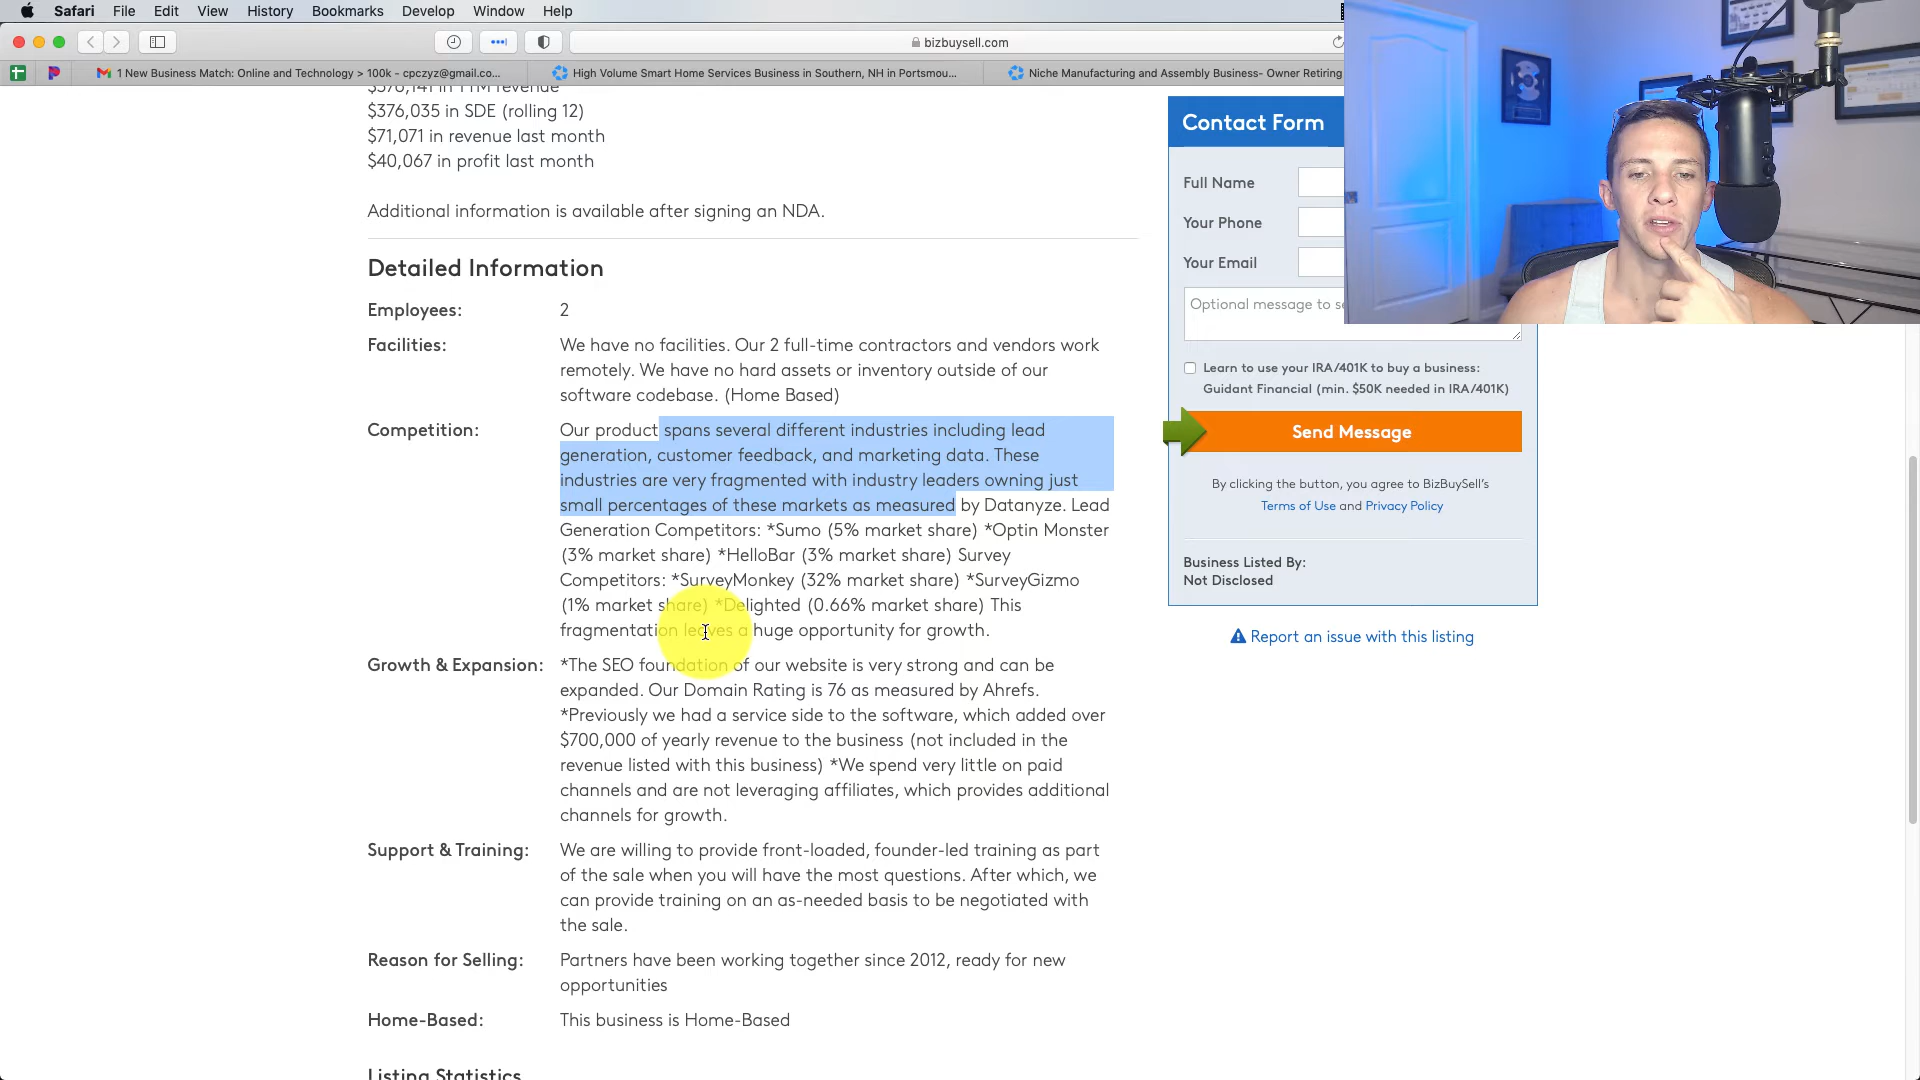 Safari File Edit View History Bookmarks Develop Window Help
bizbuysell.com
1 New Business Match: Online and Technology > 100k - cpczyz@gmail.co...
High Volume Smart Home Services Business in Southern, NH in Portsmou...
Niche Manufacturing and Assembly Business- Owner Retiring
in TTM revenue
$376,035 in SDE (rolling 12)
$71,071 in revenue last month
$40,067 in profit last month
Additional information is available after signing an NDA.
Detailed Information
Employees: 2
Facilities: We have no facilities. Our 2 full-time contractors and vendors work
remotely. We have no hard assets or inventory outside of our
software codebase. (Home Based)
Competition: Our product spans several different industries including lead
generation, customer feedback, and marketing data. These
industries are very fragmented with industry leaders owning just
small percentages of these markets as measured by Datanyze. Lead
Generation Competitors: *Sumo (5% market share) *Optin Monster
(3% market share) *HelloBar (3% market share) Survey
Competitors: *SurveyMonkey (32% market share) *SurveyGizmo
(1% market share) *Delighted (0.66% market share) This
fragmentation leaves a huge opportunity for growth.
Growth & Expansion: *The SEO foundation of our website is very strong and can be
expanded. Our Domain Rating is 76 as measured by Ahrefs.
*Previously we had a service side to the software, which added over
$700,000 of yearly revenue to the business (not included in the
revenue listed with this business) *We spend very little on paid
channels and are not leveraging affiliates, which provides additional
channels for growth.
Support & Training: We are willing to provide front-loaded, founder-led training as part
of the sale when you will have the most questions. After which, we
can provide training on an as-needed basis to be negotiated with
the sale.
Reason for Selling: Partners have been working together since 2012, ready for new
opportunities
Home-Based: This business is Home-Based
Listing Statistics
Contact Form
Full Name
Your Phone
Your Email
Optional message to
Learn to use your IRA/401K to buy a business:
Guidant Financial (min. $50K needed in IRA/401K)
Send Message
By clicking the button, you agree to BizBuySell's
Terms of Use and Privacy Policy
Business Listed By:
Not Disclosed
Report an issue with this listing